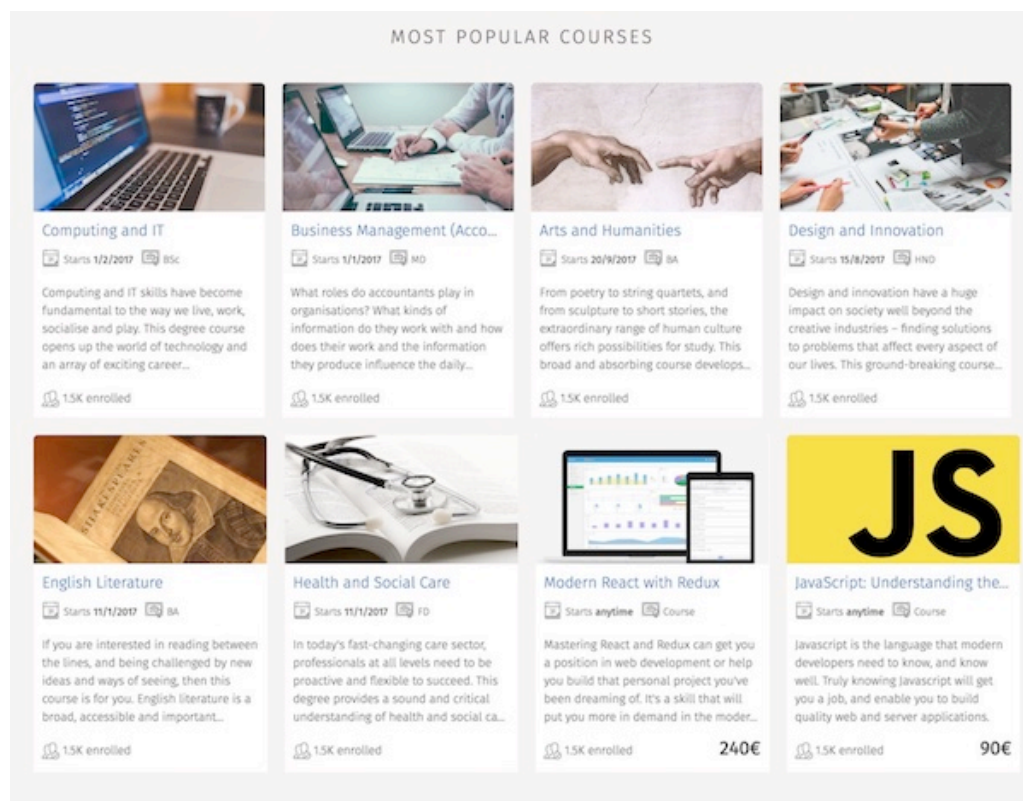 MOST POPULAR COURSES
Computing and IT
Starts 1/2/2017 BSc
Computing and IT skills have become
fundamental to the way we live, work,
socialise and play. This degree course
opens up the world of technology and
an array of exciting career...
1.5K enrolled
Business Management (Acco...
Starts 1/1/2017 MD
What roles do accountants play in
organisations? What kinds of
information do they work with and how
does their work and the information
they produce influence the daily...
1.5K enrolled
Arts and Humanities
Starts 20/9/2017 BA
From poetry to string quartets, and
from sculpture to short stories, the
extraordinary range of human culture
offers rich possibilities for study. This
broad and absorbing course develops...
1.5K enrolled
Design and Innovation
Starts 15/8/2017 HND
Design and innovation have a huge
impact on society well beyond the
creative industries – finding solutions
to problems that affect every aspect of
our lives. This ground-breaking course...
1.5K enrolled
SHAKESPEARES
English Literature
Starts 11/1/2017 BA
If you are interested in reading between
the lines, and being challenged by new
ideas and ways of seeing, then this
course is for you. English literature is a
broad, accessible and important...
1.5K enrolled
Health and Social Care
Starts 11/1/2017 FD
In today's fast-changing care sector,
professionals at all levels need to be
proactive and flexible to succeed. This
degree provides a sound and critical
understanding of health and social ca...
1.5K enrolled
Modern React with Redux
Starts anytime Course
Mastering React and Redux can get you
a position in web development or help
you build that personal project you've
been dreaming of. It's a skill that will
put you more in demand in the moder...
1.5K enrolled 240€
JS
JavaScript: Understanding the...
Starts anytime Course
Javascript is the language that modern
developers need to know, and know
well. Truly knowing Javascript will get
you a job, and enable you to build
quality web and server applications.
1.5K enrolled 90€